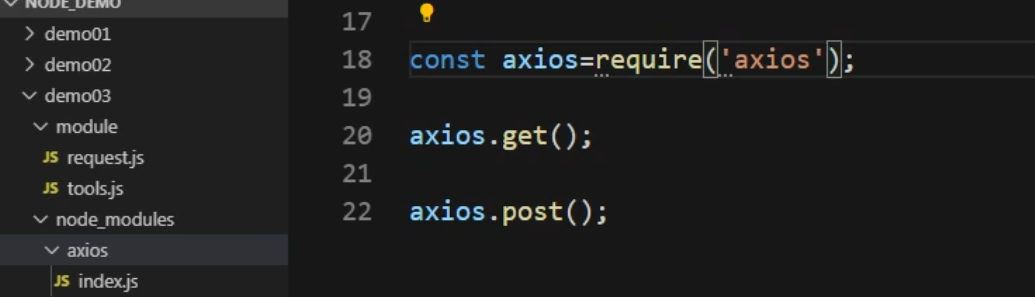 NODE_DEMO
demo01
demo02
demo03
module
JS request.js
JS tools.js
node_modules
axios
JS index.js
17
18 const axios=require('axios');
19
20 axios.get();
21
22 axios.post();